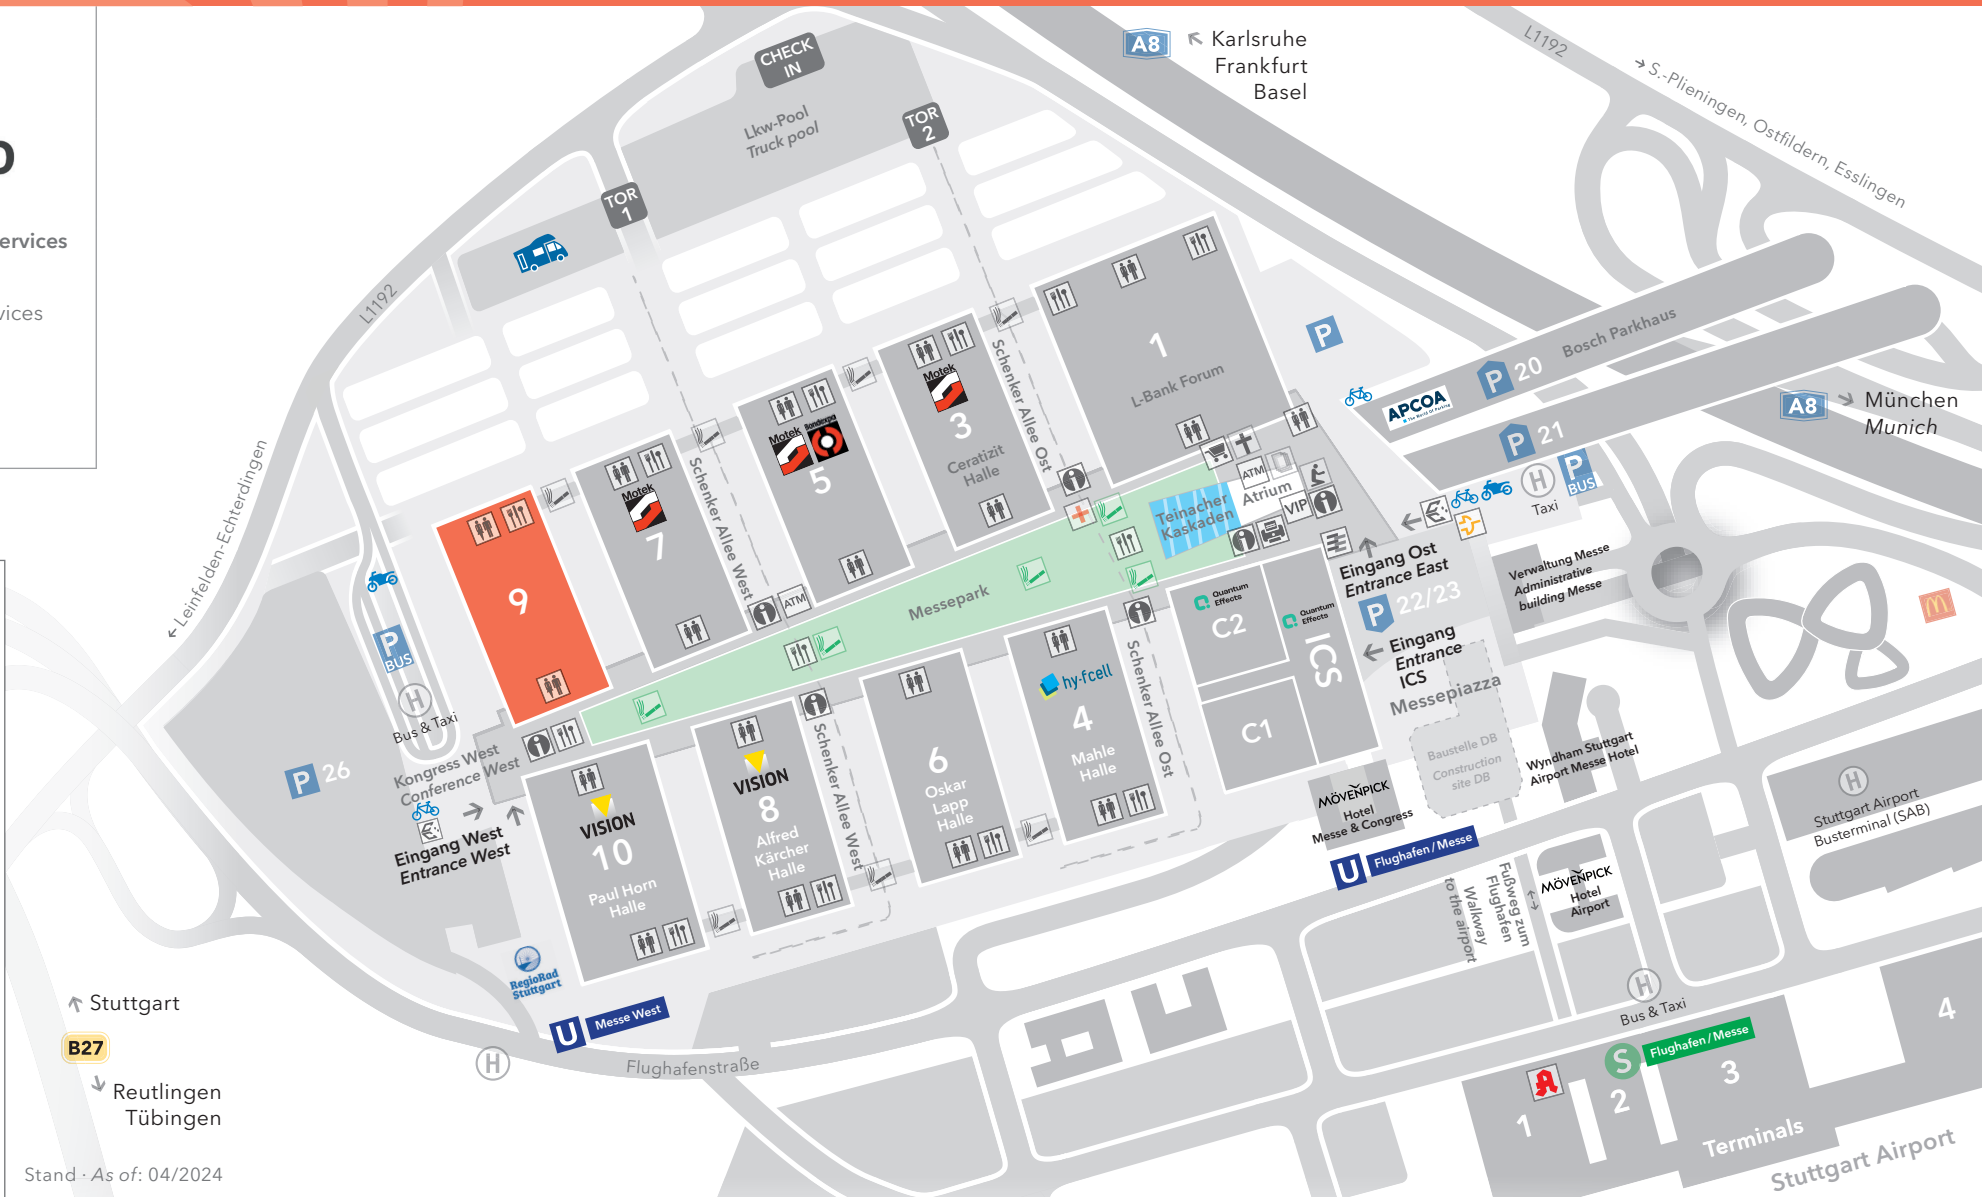 ervices
vices
A8
Karlsruhe
Frankfurt
Basel
L1192
S.-Plieningen, Ostfildern, Esslingen
CHECK
IN
Lkw-Pool
Truck pool
TOR
2
TOR
1
L1192
Leinfelden-Echterdingen
1
L-Bank Forum
P
Bosch Parkhaus
P 20
APCOA
P 21
A8
München
Munich
H
Taxi
P
BUS
Schenker Allee Ost
Motek
3
Ceratizit
Halle
Motek
Bondexpo
5
Motek
7
Schenker Allee West
ATM
9
ATM
Atrium
VIP
Teinacher
Kaskaden
Messepark
Eingang Ost
Entrance East
P 22/23
Verwaltung Messe
Administrative
building Messe
Eingang
Entrance
ICS
Messepiazza
Quantum
Effects
C2
Quantum
Effects
ICS
C1
hy-fcell
4
Mahle
Halle
Schenker Allee Ost
6
Oskar
Lapp
Halle
Schenker Allee West
VISION
8
Alfred
Kärcher
Halle
VISION
10
Paul Horn
Halle
P
BUS
H
Bus & Taxi
P 26
Kongress West
Conference West
Eingang West
Entrance West
Baustelle DB
Construction
site DB
Wyndham Stuttgart
Airport Messe Hotel
MÖVENPICK
Hotel
Messe & Congress
U Flughafen / Messe
Fußweg zum
Flughafen
Walkway
to the airport
MÖVENPICK
Hotel
Airport
H
Stuttgart Airport
Busterminal (SAB)
RegioRad
Stuttgart
U Messe West
H
Flughafenstraße
H
Bus & Taxi
S Flughafen / Messe
1
2
3
4
Terminals
Stuttgart Airport
Stuttgart
B27
Reutlingen
Tübingen
Stand · As of: 04/2024